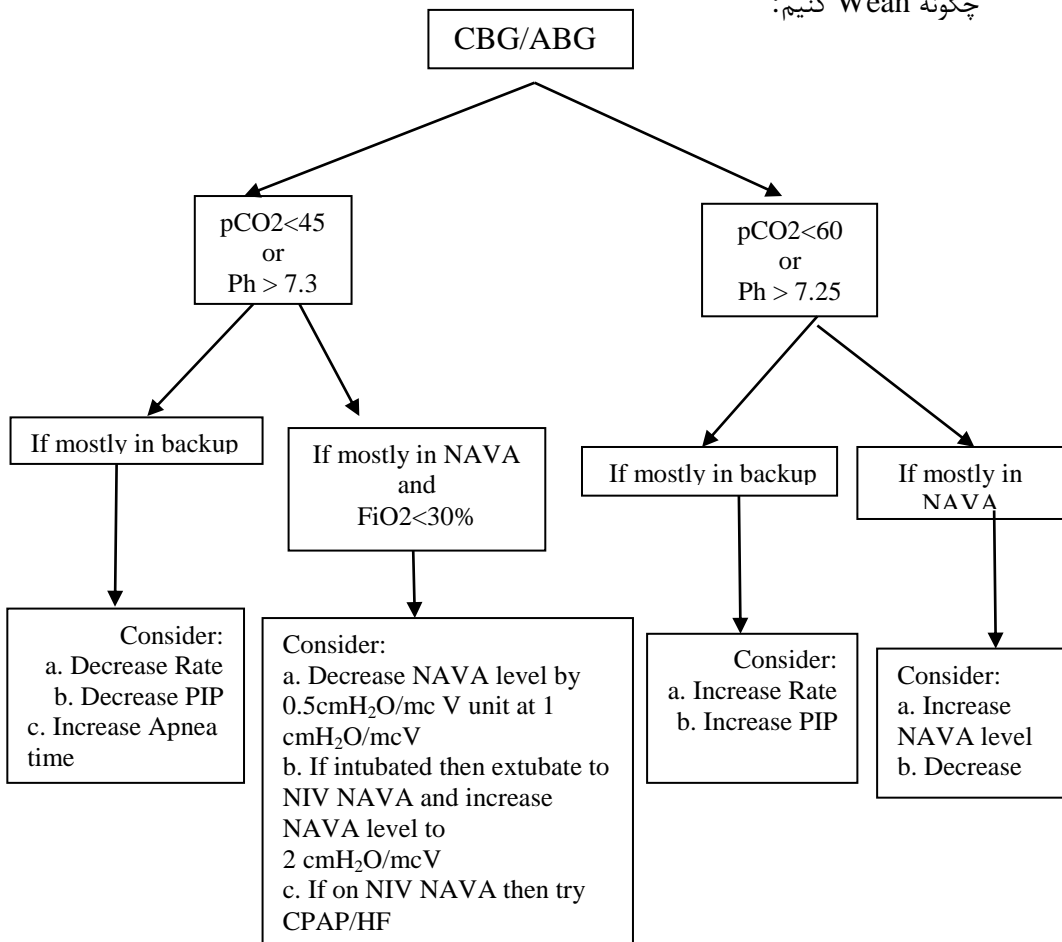 چگونه Wean کنیم:
CBG/ABG
pCO2<45
or
Ph > 7.3
pCO2<60
or
Ph > 7.25
If mostly in backup
If mostly in NAVA
and
FiO2<30%
If mostly in backup
If mostly in
NAVA
Consider:
a. Decrease Rate
b. Decrease PIP
c. Increase Apnea
time
Consider:
a. Decrease NAVA level by
0.5cmH₂O/mc V unit at 1
cmH₂O/mcV
b. If intubated then extubate to
NIV NAVA and increase
NAVA level to
2 cmH₂O/mcV
c. If on NIV NAVA then try
CPAP/HF
Consider:
a. Increase Rate
b. Increase PIP
Consider:
a. Increase
NAVA level
b. Decrease